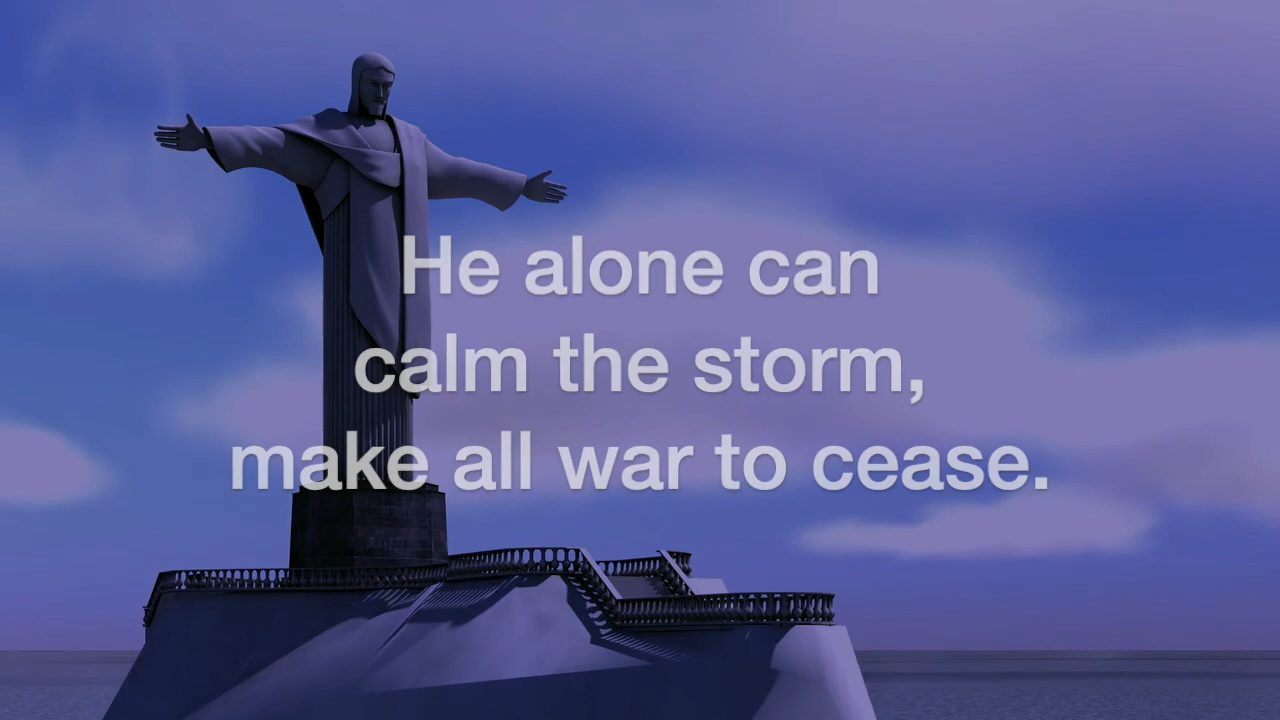 He alone can
calm the storm,
make all war to cease.